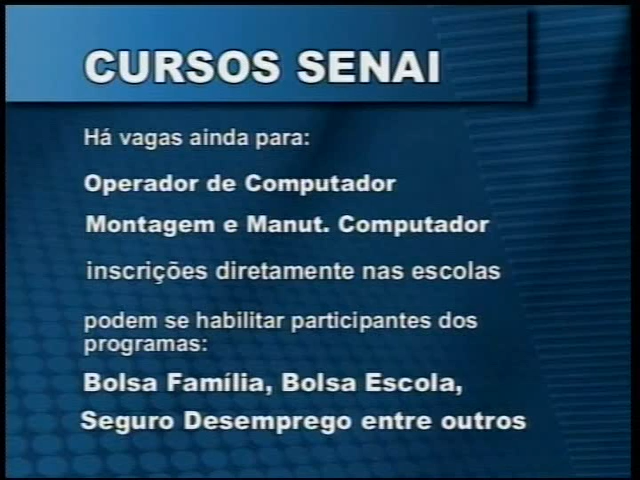 CURSOS SENAI
Há vagas ainda para:
Operador de Computador
Montagem e Manut. Computador
inscrições diretamente nas escolas
podem se habilitar participantes dos
programas:
Bolsa Família, Bolsa Escola,
Seguro Desemprego entre outros